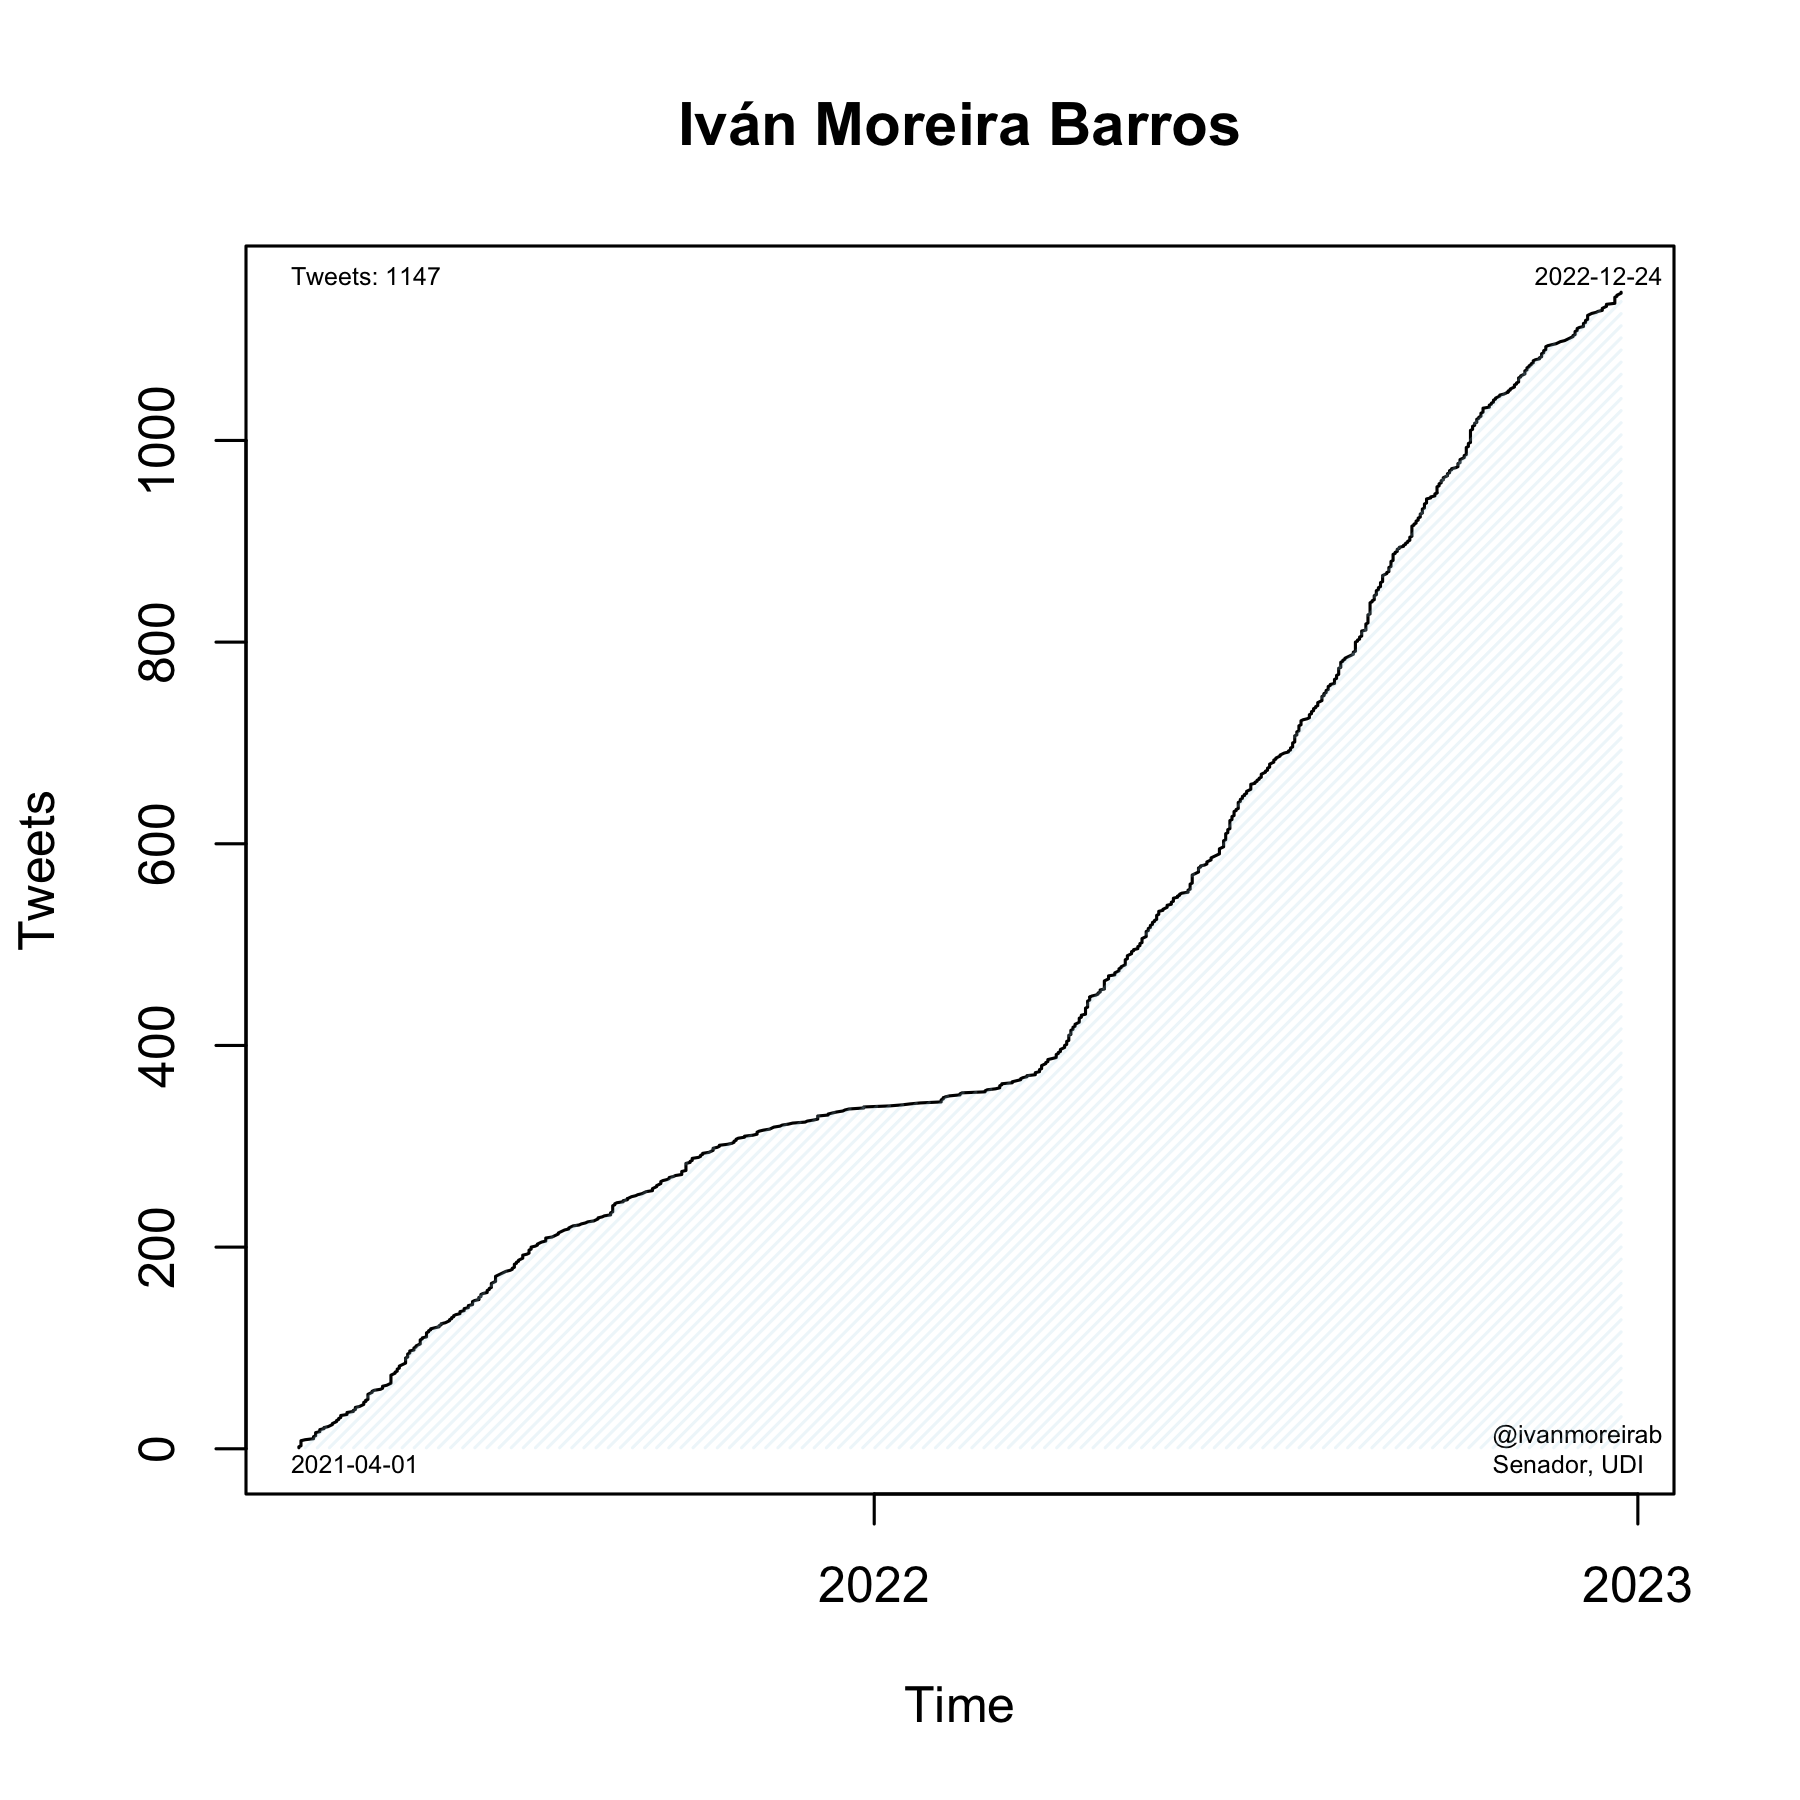 Iván Moreira Barros
Tweets: 1147
2022-12-24
1000
800
600
400
200
0
Tweets
2021-04-01
@ivanmoreirab
Senador, UDI
2022
2023
Time